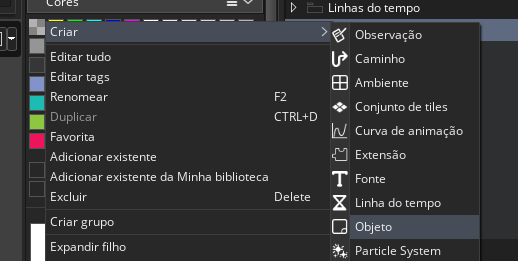 Cores
Linhas do tempo
Criar
Editar tudo
Editar tags
Renomear F2
Duplicar CTRL+D
Favorita
Adicionar existente
Adicionar existente da Minha biblioteca
Excluir Delete
Criar grupo
Expandir filho
Observação
Caminho
Ambiente
Conjunto de tiles
Curva de animação
Extensão
Fonte
Linha do tempo
Objeto
Particle System